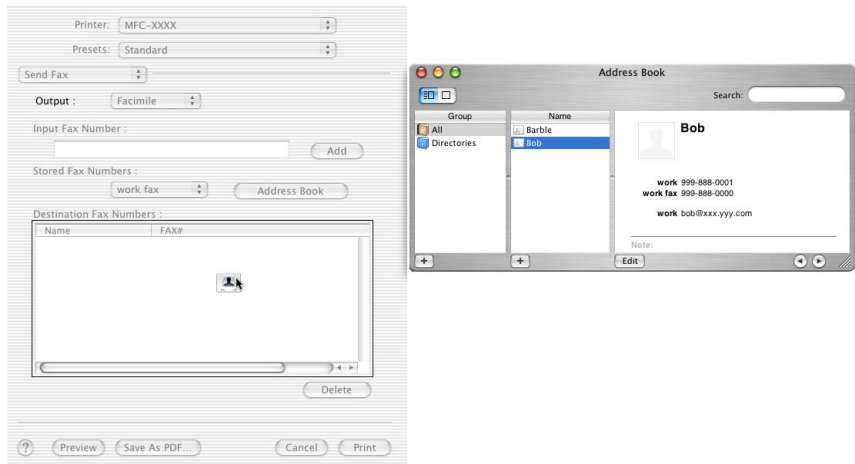 Printer: MFC-XXXX
Presets: Standard
Send Fax
Output : Facimile
Input Fax Number :
Add
Stored Fax Numbers :
work fax Address Book
Destination Fax Numbers :
Name FAX#
Delete
? Preview Save As PDF... Cancel Print
Address Book
Search:
Group Name
All
Directories
Barble
Bob
Bob
work 999-888-0001
work fax 999-888-0000
work bob@xxx.yyy.com
Note:
+ + Edit